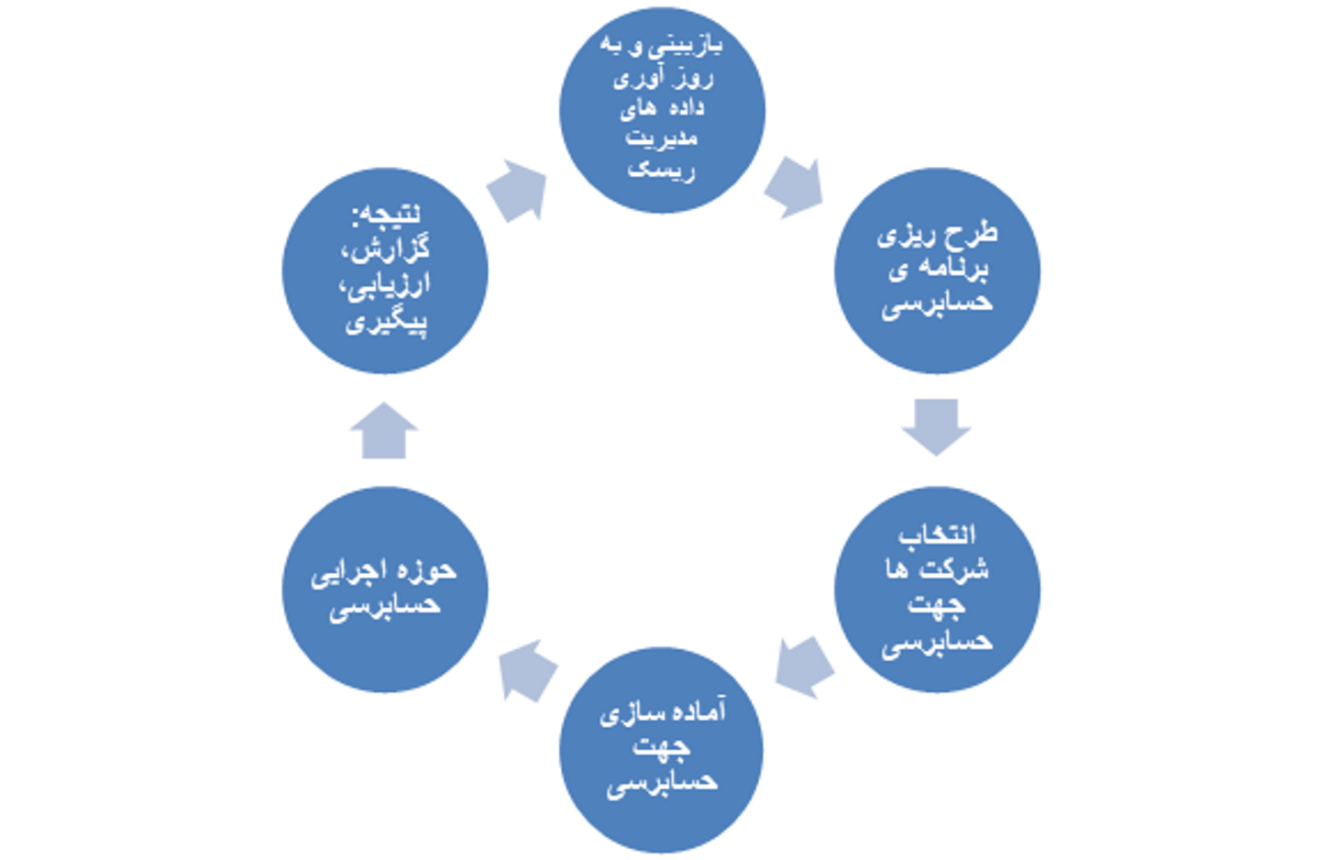 بازبینی و به
روز آوری
داده های
مدیریت
ریسک
طرح ریزی
برنامه ی
حسابرسی
انتخاب
شرکت ها
جهت
حسابرسی
آماده سازی
جهت
حسابرسی
حوزه اجرایی
حسابرسی
نتیجه:
گزارش،
ارزیابی،
پیگیری